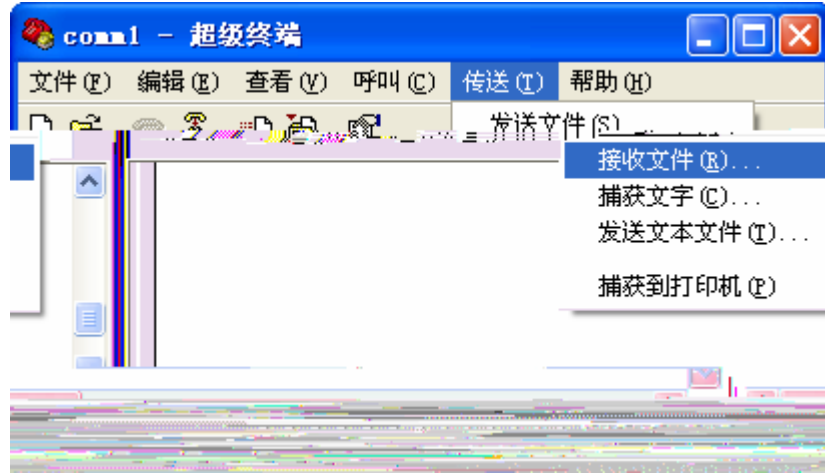 comm1 - 超级终端
文件(F) 编辑(E) 查看(V) 呼叫(C) 传送(T) 帮助(H)
发送文件(S)
接收文件(R)...
捕获文字(C)...
发送文本文件(T)...
捕获到打印机(P)